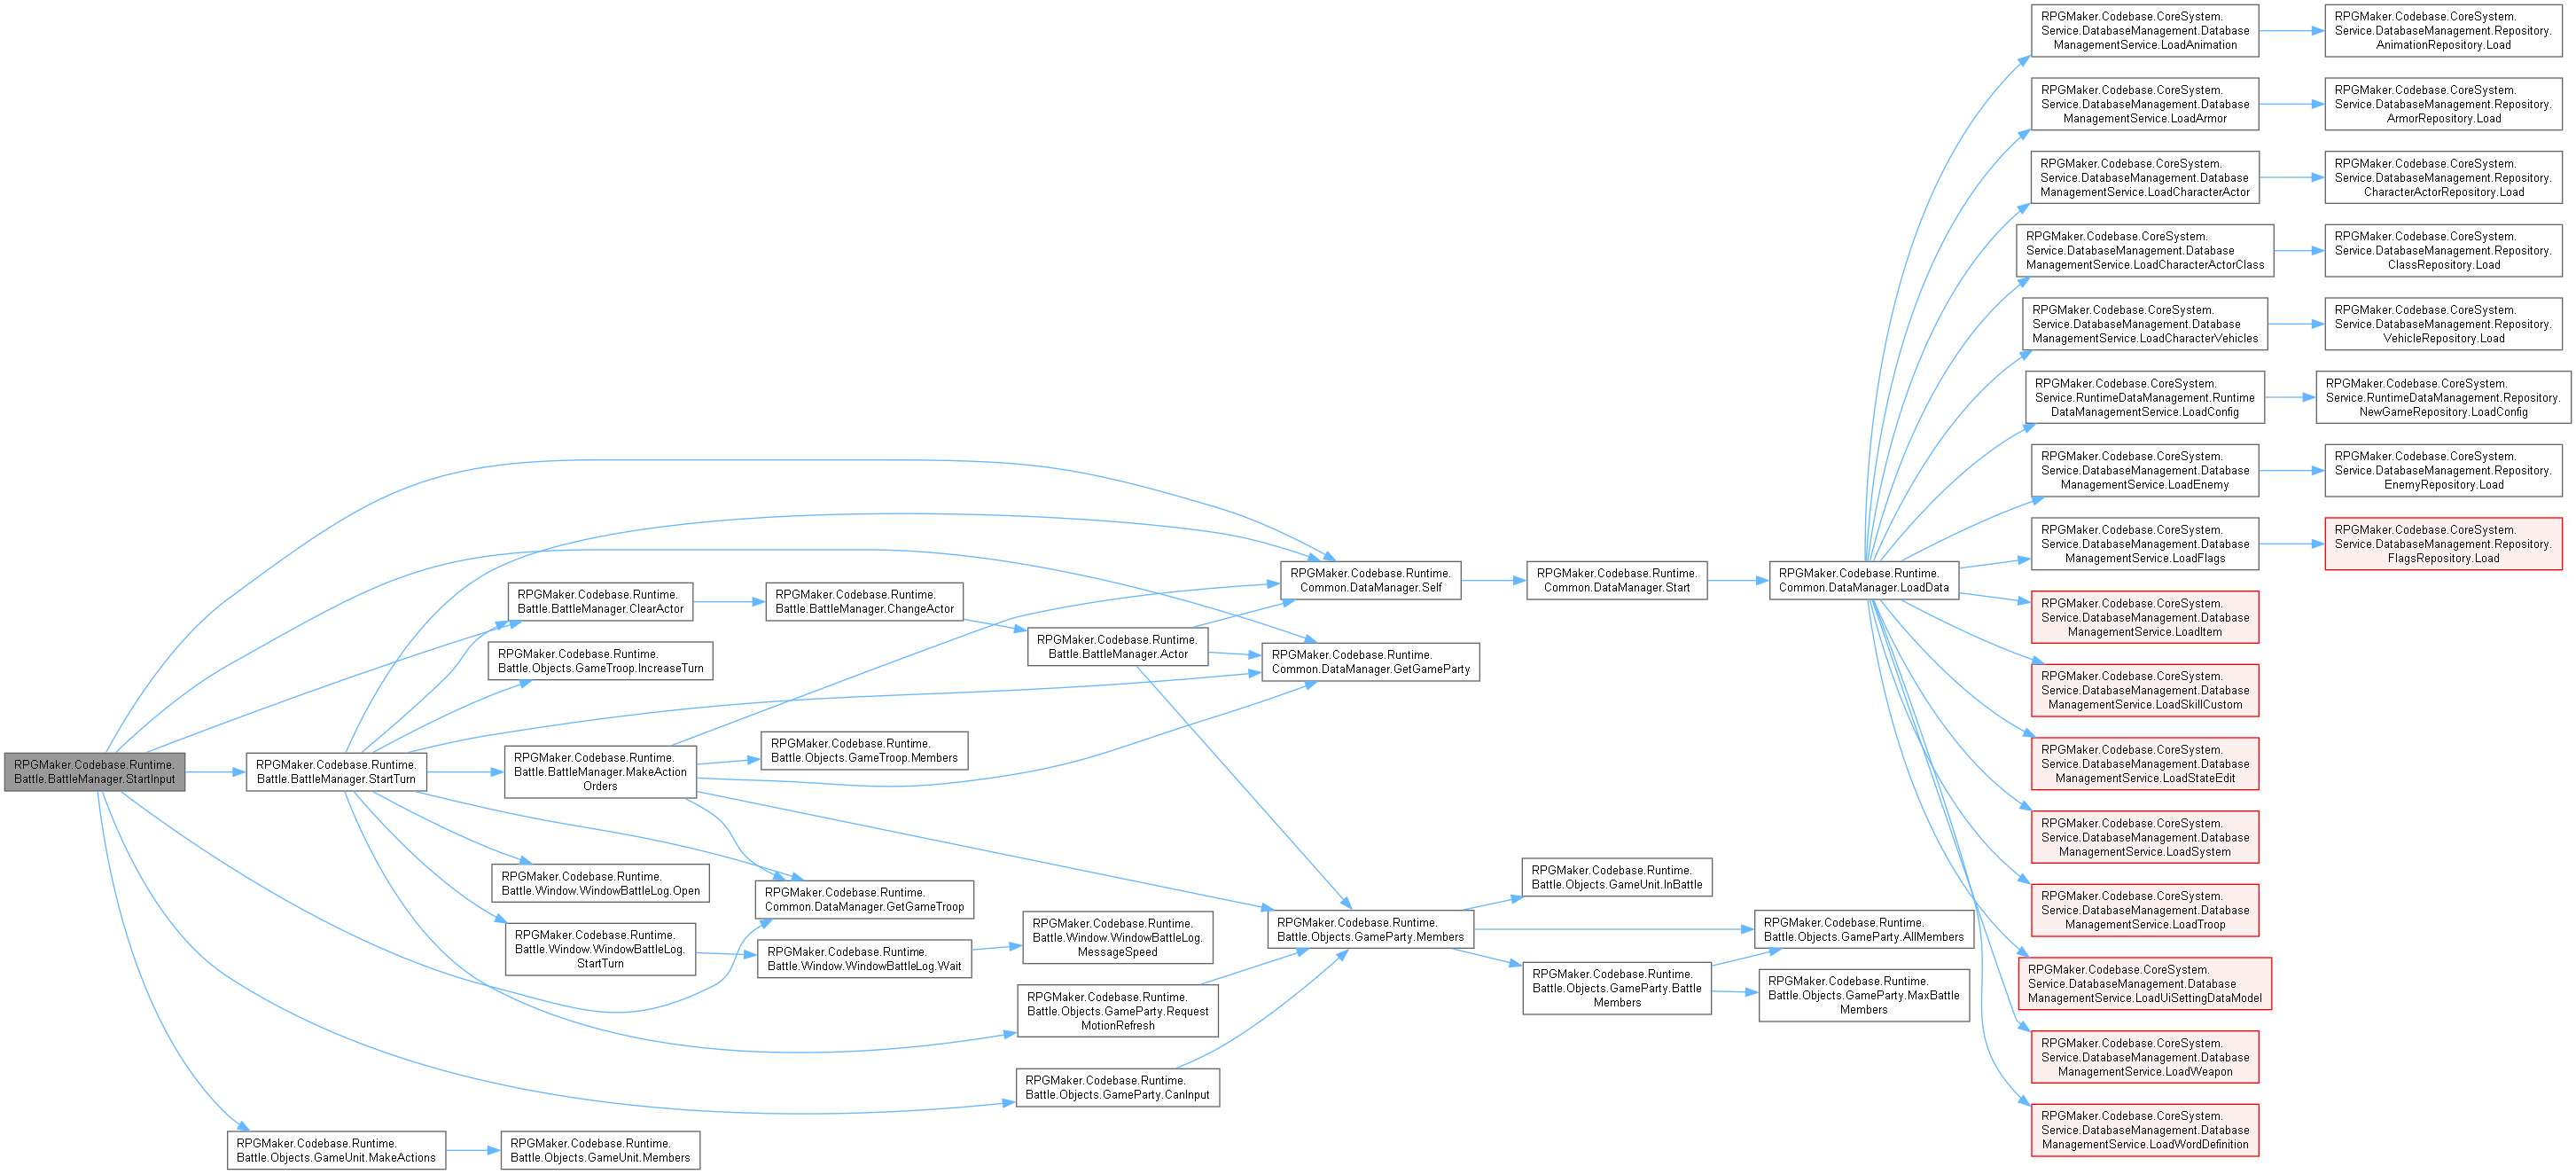 RPGMaker.Codebase.Runtime.
Battle.BattleManager.StartInput
RPGMaker.Codebase.Runtime.
Battle.BattleManager.StartTurn
RPGMaker.Codebase.Runtime.
Battle.Objects.GameUnit.MakeActions
RPGMaker.Codebase.Runtime.
Battle.BattleManager.ClearActor
RPGMaker.Codebase.Runtime.
Battle.Objects.GameTroop.IncreaseTurn
RPGMaker.Codebase.Runtime.
Battle.BattleManager.MakeAction
Orders
RPGMaker.Codebase.Runtime.
Battle.Window.WindowBattleLog.Open
RPGMaker.Codebase.Runtime.
Battle.Window.WindowBattleLog.
StartTurn
RPGMaker.Codebase.Runtime.
Battle.Objects.GameUnit.Members
RPGMaker.Codebase.Runtime.
Battle.BattleManager.ChangeActor
RPGMaker.Codebase.Runtime.
Battle.Objects.GameTroop.Members
RPGMaker.Codebase.Runtime.
Common.DataManager.GetGameTroop
RPGMaker.Codebase.Runtime.
Battle.Window.WindowBattleLog.Wait
RPGMaker.Codebase.Runtime.
Battle.BattleManager.Actor
RPGMaker.Codebase.Runtime.
Battle.Window.WindowBattleLog.
MessageSpeed
RPGMaker.Codebase.Runtime.
Battle.Objects.GameParty.Request
MotionRefresh
RPGMaker.Codebase.Runtime.
Battle.Objects.GameParty.CanInput
RPGMaker.Codebase.Runtime.
Common.DataManager.Self
RPGMaker.Codebase.Runtime.
Common.DataManager.GetGameParty
RPGMaker.Codebase.Runtime.
Battle.Objects.GameParty.Members
RPGMaker.Codebase.Runtime.
Common.DataManager.Start
RPGMaker.Codebase.Runtime.
Battle.Objects.GameUnit.InBattle
RPGMaker.Codebase.Runtime.
Battle.Objects.GameParty.Battle
Members
RPGMaker.Codebase.Runtime.
Common.DataManager.LoadData
RPGMaker.Codebase.Runtime.
Battle.Objects.GameParty.AllMembers
RPGMaker.Codebase.Runtime.
Battle.Objects.GameParty.MaxBattle
Members
RPGMaker.Codebase.CoreSystem.
Service.DatabaseManagement.Database
ManagementService.LoadAnimation
RPGMaker.Codebase.CoreSystem.
Service.DatabaseManagement.Repository.
AnimationRepository.Load
RPGMaker.Codebase.CoreSystem.
Service.DatabaseManagement.Database
ManagementService.LoadArmor
RPGMaker.Codebase.CoreSystem.
Service.DatabaseManagement.Repository.
ArmorRepository.Load
RPGMaker.Codebase.CoreSystem.
Service.DatabaseManagement.Database
ManagementService.LoadCharacterActor
RPGMaker.Codebase.CoreSystem.
Service.DatabaseManagement.Repository.
CharacterActorRepository.Load
RPGMaker.Codebase.CoreSystem.
Service.DatabaseManagement.Database
ManagementService.LoadCharacterActorClass
RPGMaker.Codebase.CoreSystem.
Service.DatabaseManagement.Repository.
ClassRepository.Load
RPGMaker.Codebase.CoreSystem.
Service.DatabaseManagement.Database
ManagementService.LoadCharacterVehicles
RPGMaker.Codebase.CoreSystem.
Service.DatabaseManagement.Repository.
VehicleRepository.Load
RPGMaker.Codebase.CoreSystem.
Service.RuntimeDataManagement.Runtime
DataManagementService.LoadConfig
RPGMaker.Codebase.CoreSystem.
Service.RuntimeDataManagement.Repository.
NewGameRepository.LoadConfig
RPGMaker.Codebase.CoreSystem.
Service.DatabaseManagement.Database
ManagementService.LoadEnemy
RPGMaker.Codebase.CoreSystem.
Service.DatabaseManagement.Repository.
EnemyRepository.Load
RPGMaker.Codebase.CoreSystem.
Service.DatabaseManagement.Database
ManagementService.LoadFlags
RPGMaker.Codebase.CoreSystem.
Service.DatabaseManagement.Repository.
FlagsRepository.Load
RPGMaker.Codebase.CoreSystem.
Service.DatabaseManagement.Database
ManagementService.LoadItem
RPGMaker.Codebase.CoreSystem.
Service.DatabaseManagement.Database
ManagementService.LoadSkillCustom
RPGMaker.Codebase.CoreSystem.
Service.DatabaseManagement.Database
ManagementService.LoadStateEdit
RPGMaker.Codebase.CoreSystem.
Service.DatabaseManagement.Database
ManagementService.LoadSystem
RPGMaker.Codebase.CoreSystem.
Service.DatabaseManagement.Database
ManagementService.LoadTroop
RPGMaker.Codebase.CoreSystem.
Service.DatabaseManagement.Database
ManagementService.LoadUiSettingDataModel
RPGMaker.Codebase.CoreSystem.
Service.DatabaseManagement.Database
ManagementService.LoadWeapon
RPGMaker.Codebase.CoreSystem.
Service.DatabaseManagement.Database
ManagementService.LoadWordDefinition